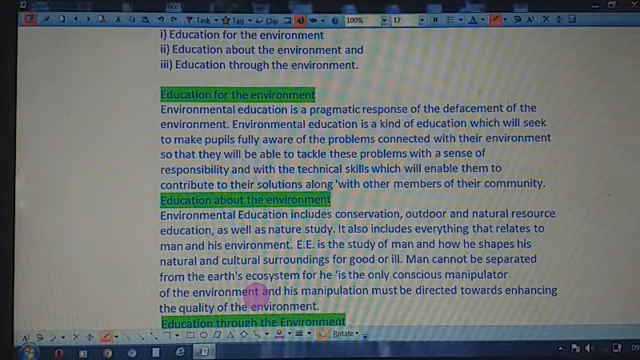 Task
Tag
Clip
100%
17
i) Education for the environment
ii) Education about the environment and
iii) Education through the environment.
Education for the environment
Environmental education is a pragmatic response of the defacement of the
environment. Environmental education is a kind of education which will seek
to make pupils fully aware of the problems connected with their environment
so that they will be able to tackle these problems with a sense of
responsibility and with the technical skills which will enable them to
contribute to their solutions along 'with other members of their community.
Education about the environment
Environmental Education includes conservation, outdoor and natural resource
education, as well as nature study. It also includes everything that relates to
man and his environment. E.E. is the study of man and how he shapes his
natural and cultural surroundings for good or ill. Man cannot be separated
from the earth's ecosystem for he 'is the only conscious manipulator
of the environment and his manipulation must be directed towards enhancing
the quality of the environment.
Education through the Environment
Rotate